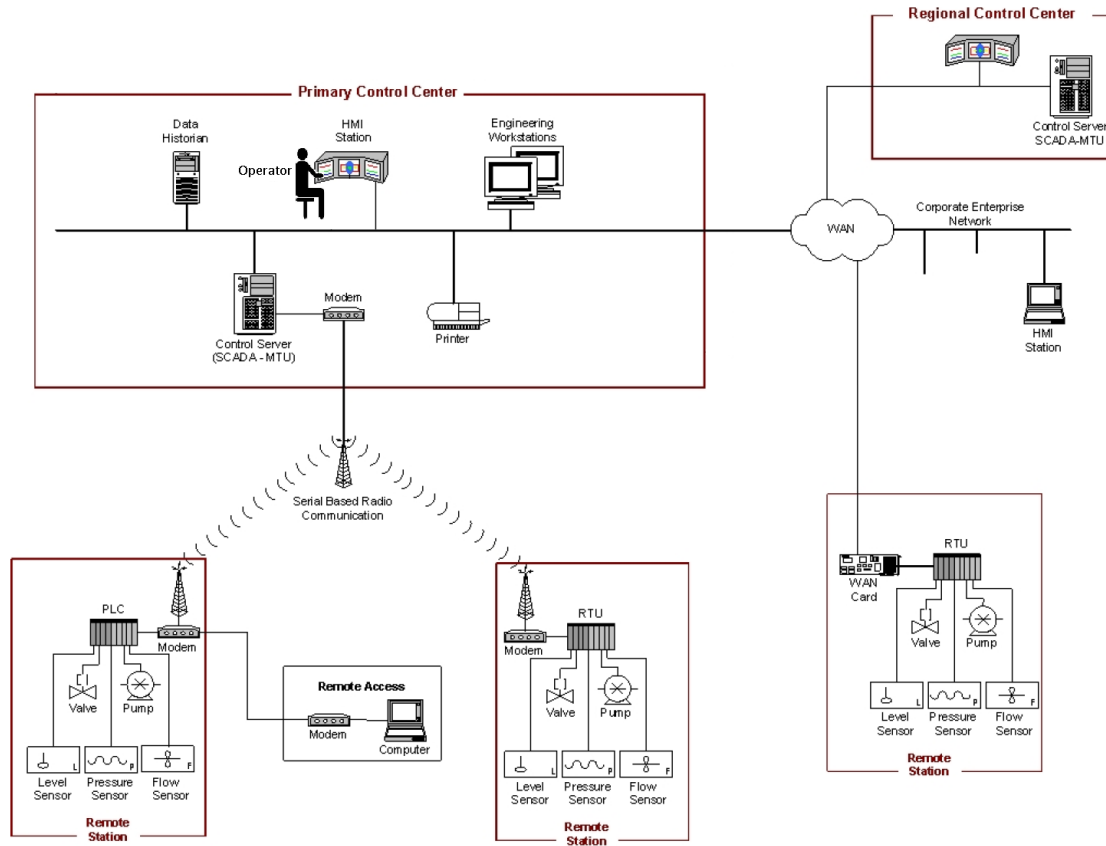 Regional Control Center
Control Server
SCADA-MTU
Primary Control Center
Data
Historian
HMI
Station
Engineering
Workstations
Operator
Control Server
(SCADA - MTU)
Modem
Printer
WAN
Corporate Enterprise
Network
HMI
Station
Serial Based Radio
Communication
PLC
Modem
Valve
Pump
L
P
F
Level
Sensor
Pressure
Sensor
Flow
Sensor
Remote
Station
Remote Access
Modem
Computer
RTU
Modem
Valve
Pump
L
P
F
Level
Sensor
Pressure
Sensor
Flow
Sensor
Remote
Station
WAN
Card
RTU
Valve
Pump
L
P
F
Level
Sensor
Pressure
Sensor
Flow
Sensor
Remote
Station